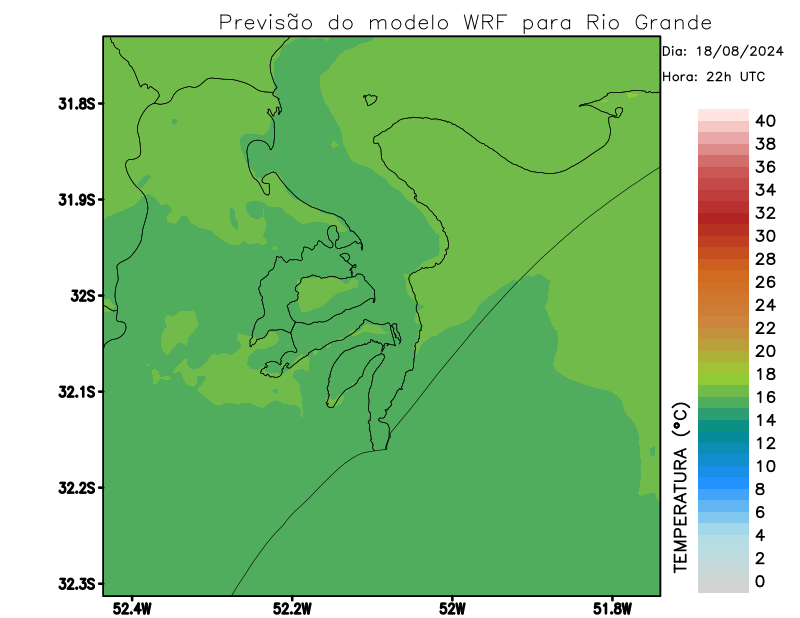 Previsão do modelo WRF para Rio Grande
Dia: 18/08/2024
Hora: 22h UTC
31.8S
31.9S
32S
32.1S
32.2S
32.3S
52.4W
52.2W
52W
51.8W
TEMPERATURA (°C)
40
38
36
34
32
30
28
26
24
22
20
18
16
14
12
10
8
6
4
2
0